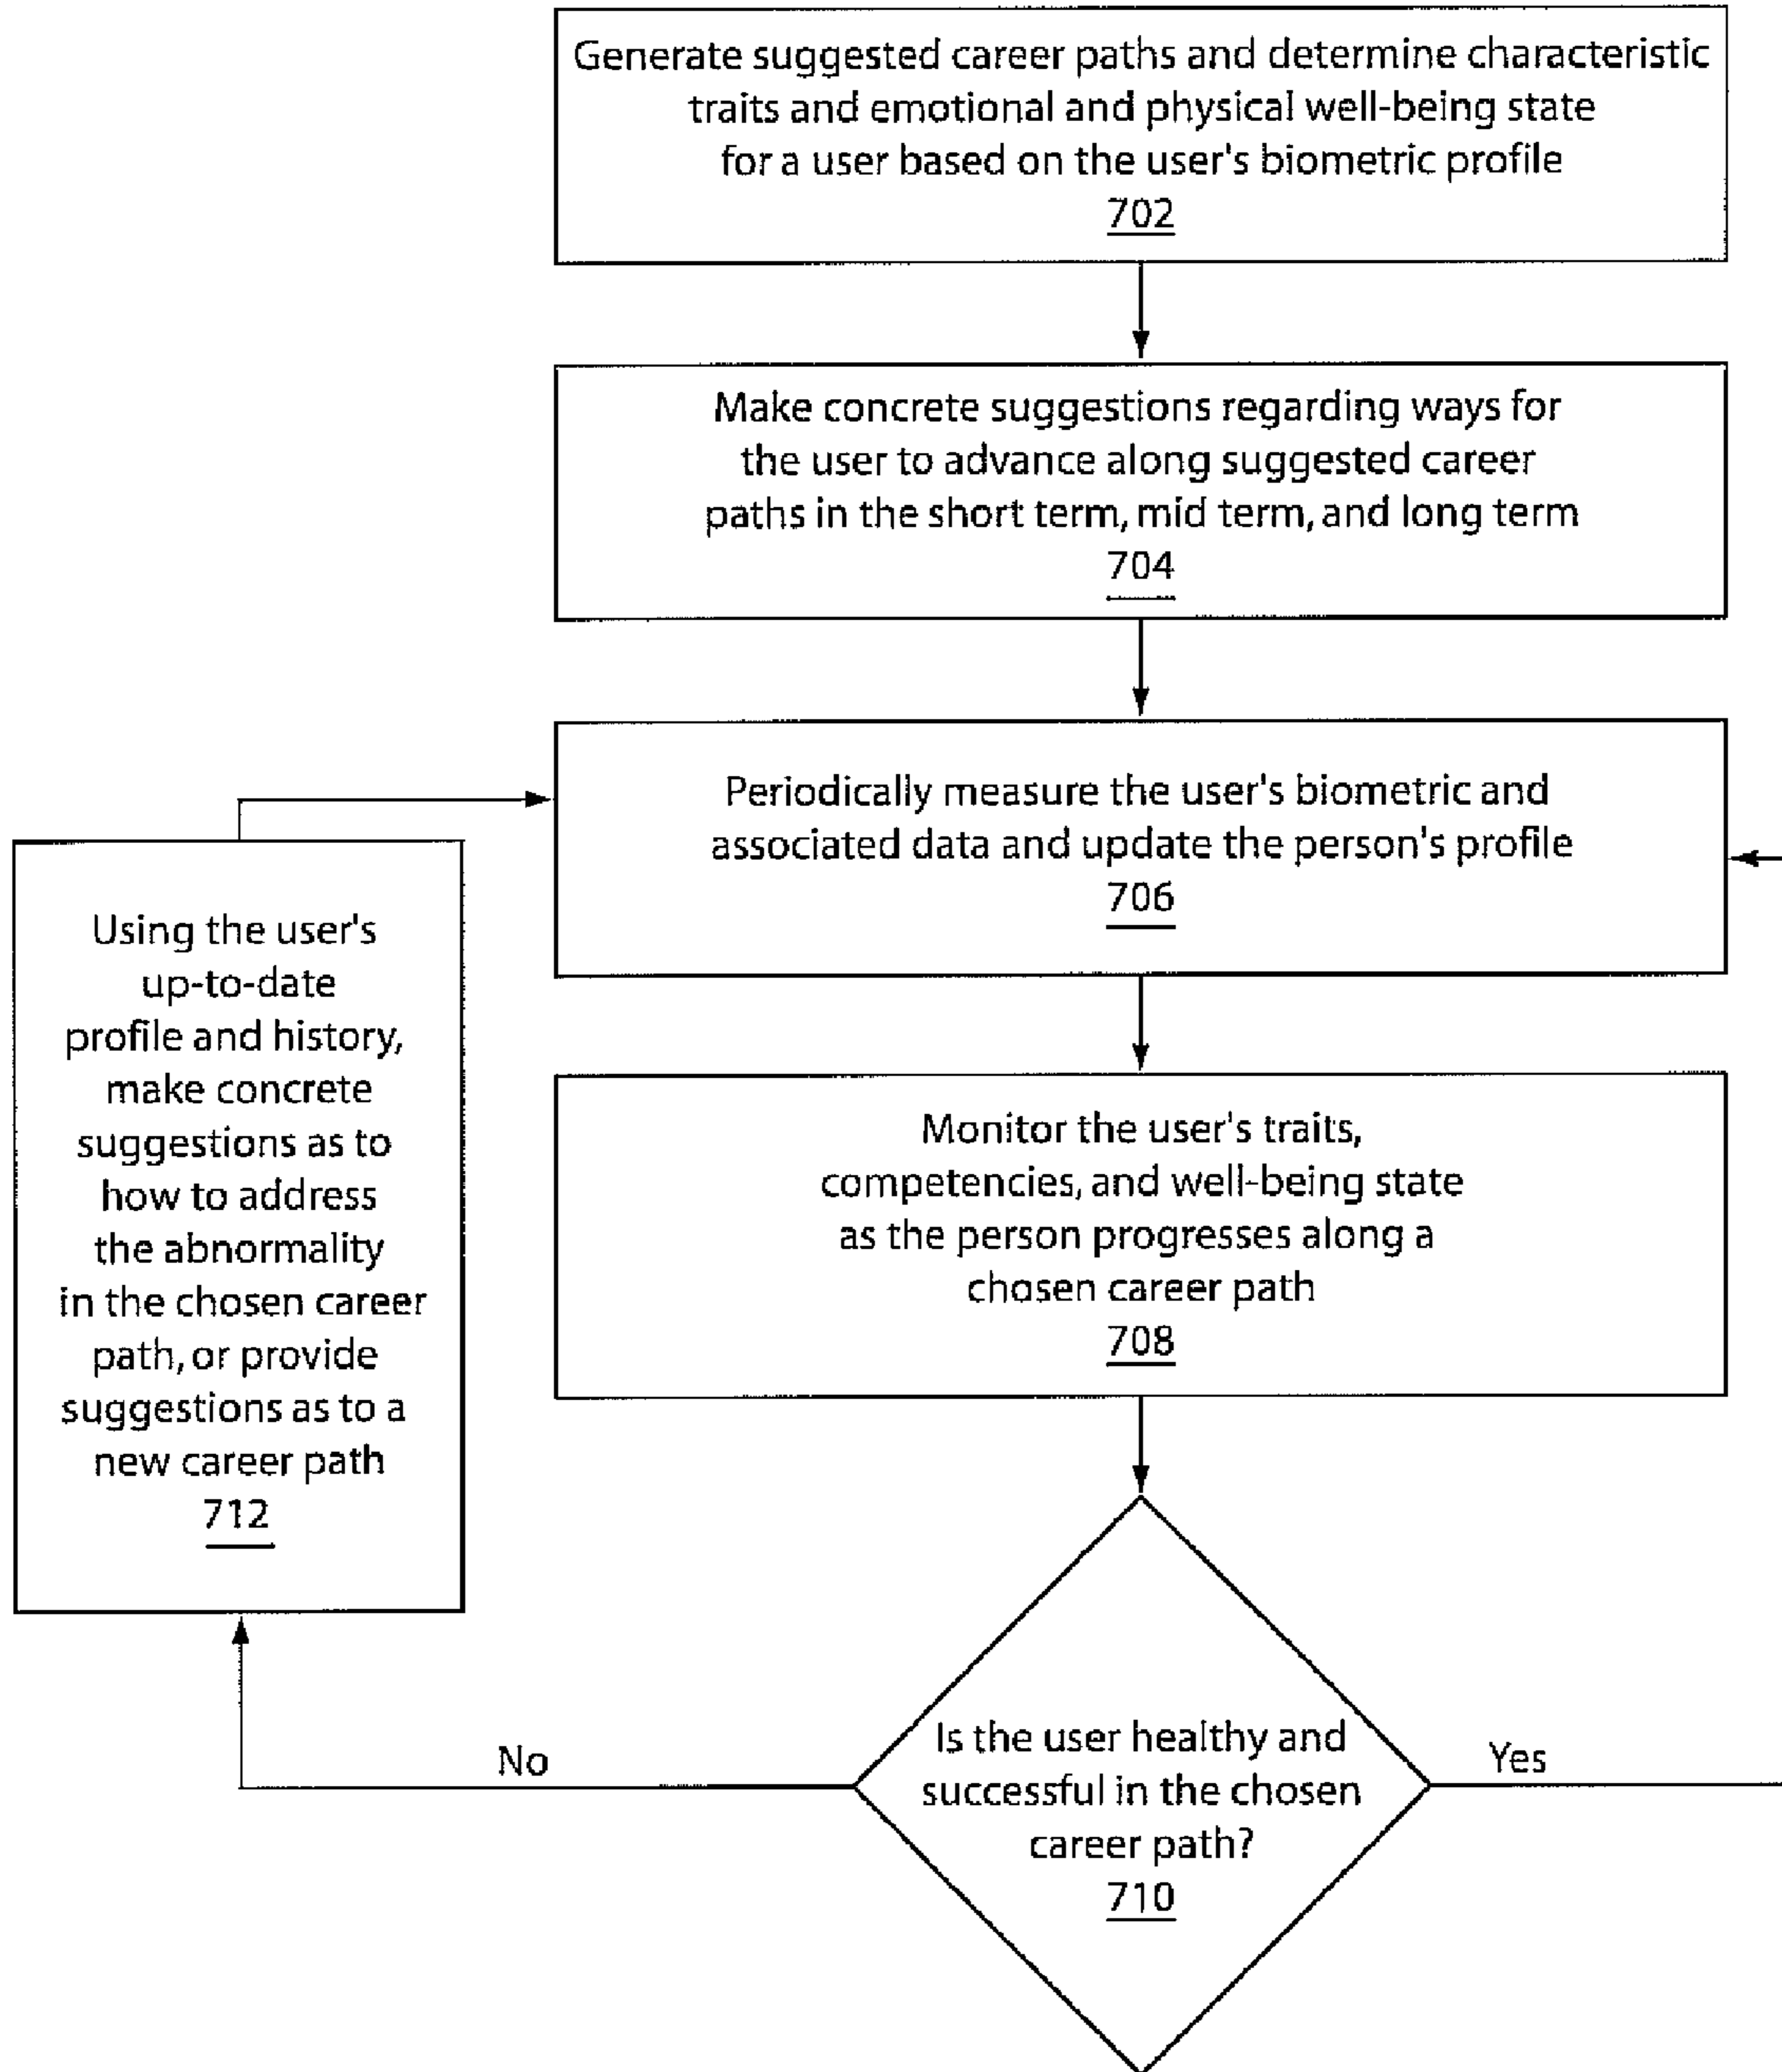 Generate suggested career paths and determine characteristic
traits and emotional and physical well-being state
for a user based on the user's biometric profile
702
Make concrete suggestions regarding ways for
the user to advance along suggested career
paths in the short term, mid term, and long term
704
Periodically measure the user's biometric and
associated data and update the person's profile
706
Monitor the user's traits,
competencies, and well-being state
as the person progresses along a
chosen career path
708
Is the user healthy and
successful in the chosen
career path?
710
Yes
No
Using the user's
up-to-date
profile and history,
make concrete
suggestions as to
how to address
the abnormality
in the chosen career
path, or provide
suggestions as to a
new career path
712